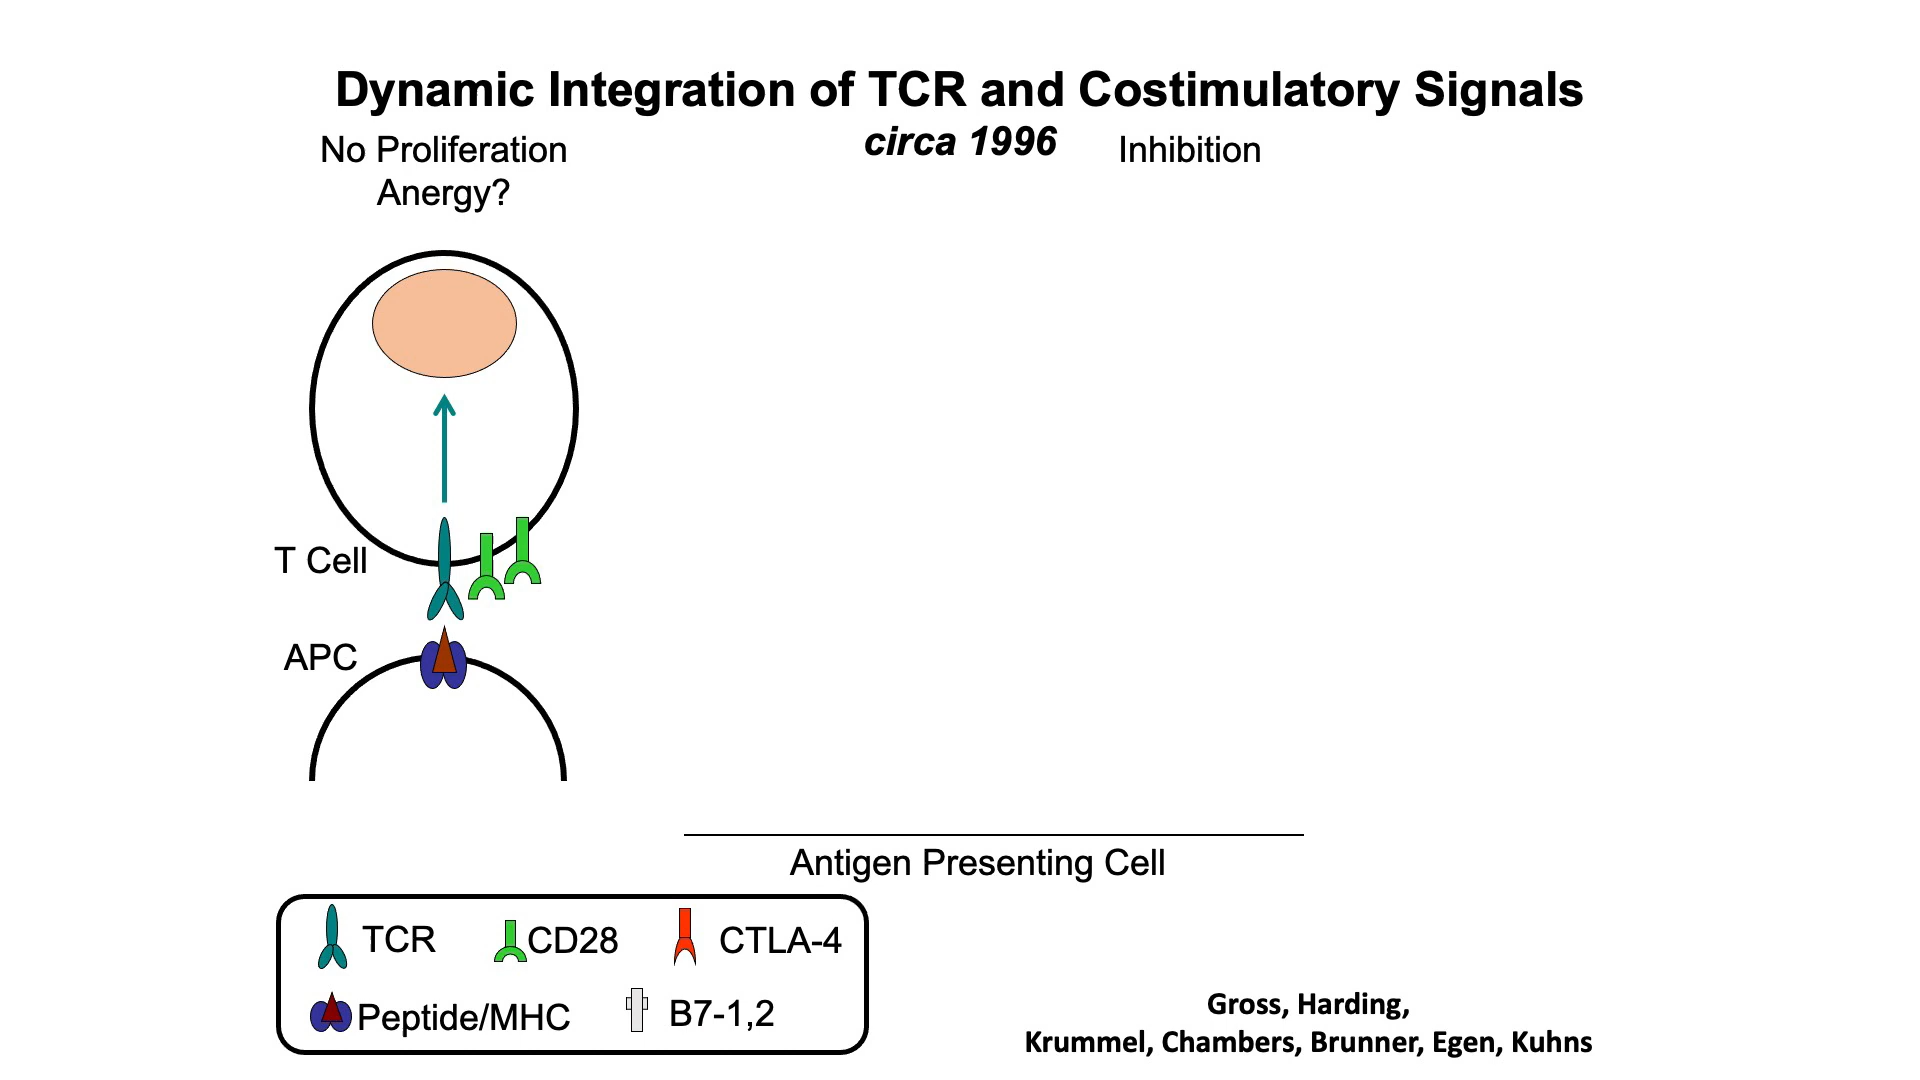 Dynamic Integration of TCR and Costimulatory Signals
circa 1996
No Proliferation
Anergy?
Inhibition
T Cell
APC
Antigen Presenting Cell
TCR
CD28
CTLA-4
Peptide/MHC
B7-1,2
Gross, Harding,
Krummel, Chambers, Brunner, Egen, Kuhns